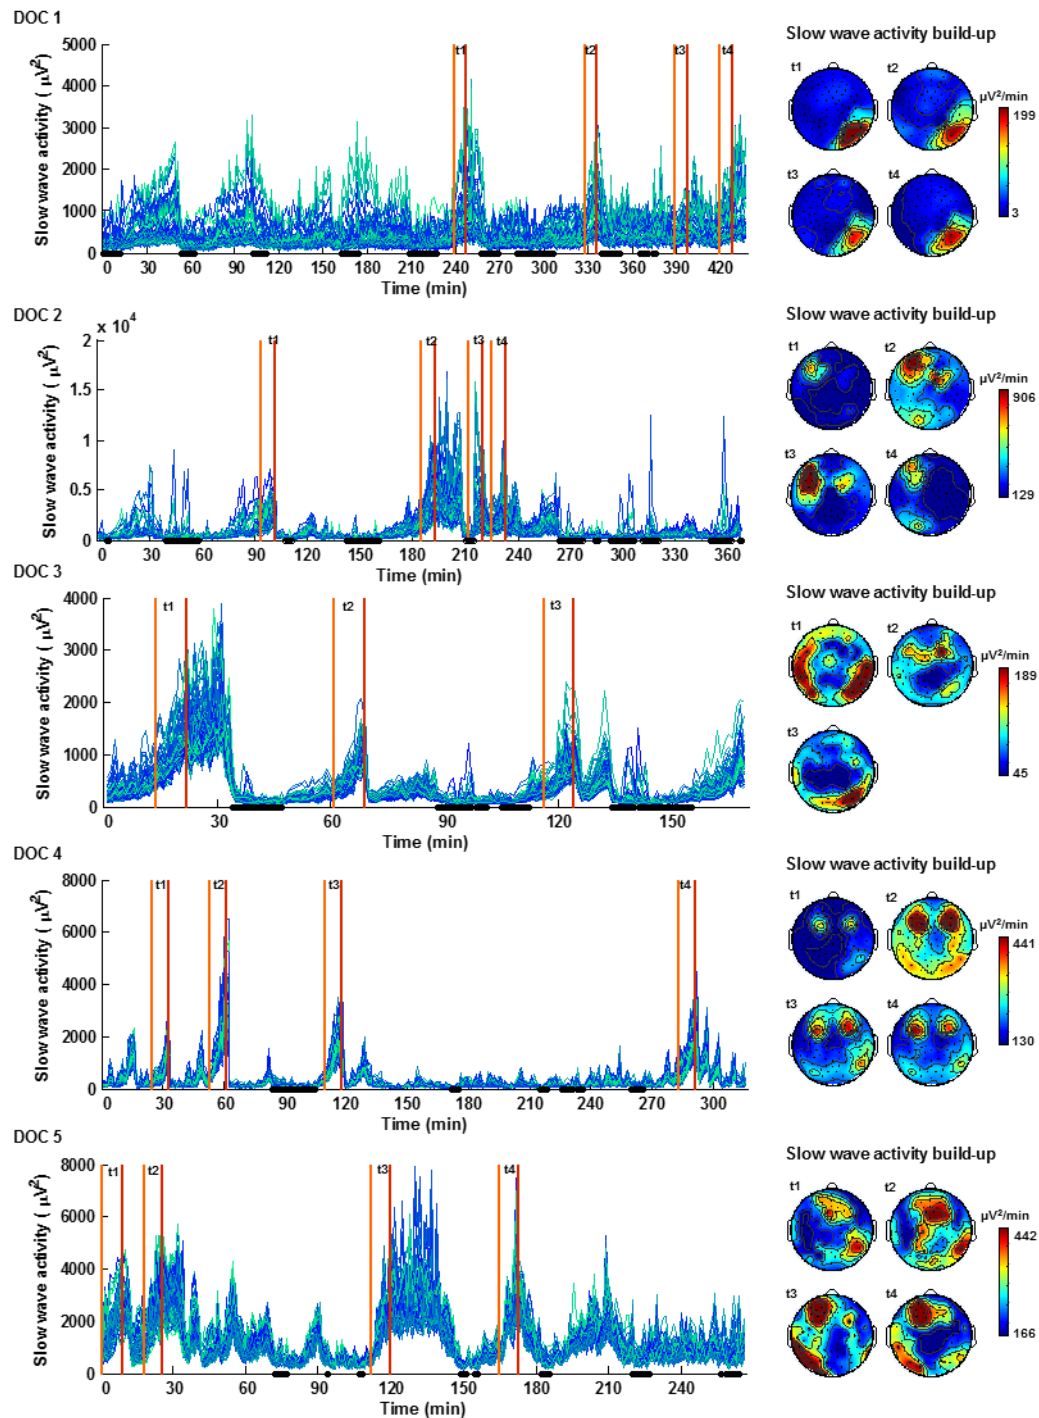 DOC 1
Slow wave activity ( µV²)
5000
4000
3000
2000
1000
0
t1 t2 t3 t4
30 60 90 120 150 180 210 240 270 300 330 360 390 420
Time (min)
Slow wave activity build-up
t1 t2
t3 t4
µV²/min
199
3
DOC 2
x 10⁴
Slow wave activity ( µV²)
2
1.5
1
0.5
0
t1 t2 t3 t4
0 30 60 90 120 150 180 210 240 270 300 330 360
Time (min)
Slow wave activity build-up
t1 t2
t3 t4
µV²/min
906
129
DOC 3
Slow wave activity ( µV²)
4000
3000
2000
1000
0
t1 t2 t3
0 30 60 90 120 150
Time (min)
Slow wave activity build-up
t1 t2
t3
µV²/min
189
45
DOC 4
Slow wave activity ( µV²)
8000
6000
4000
2000
0
t1 t2 t3 t4
0 30 60 90 120 150 180 210 240 270 300
Time (min)
Slow wave activity build-up
t1 t2
t3 t4
µV²/min
441
130
DOC 5
Slow wave activity ( µV²)
8000
6000
4000
2000
0
t1 t2 t3 t4
0 30 60 90 120 150 180 210 240
Time (min)
Slow wave activity build-up
t1 t2
t3 t4
µV²/min
442
166